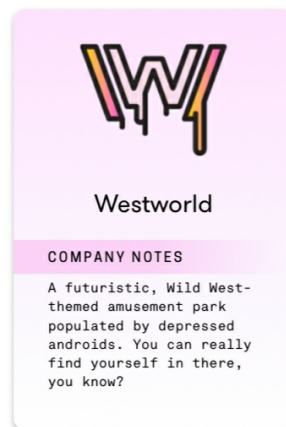 W
Westworld
COMPANY NOTES
A futuristic, Wild West-
themed amusement park
populated by depressed
androids. You can really
find yourself in there,
you know?